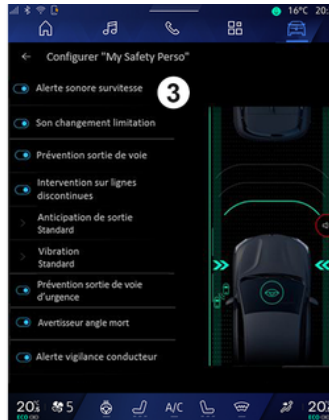 16°C 20:
Configurer "My Safety Perso"
Alerte sonore survitesse
3
Son changement limitation
Prévention sortie de voie
Intervention sur lignes
discontinues
Anticipation de sortie
Standard
Vibration
Standard
Prévention sortie de voie
d'urgence
Avertisseur angle mort
Alerte vigilance conducteur
5
A/C
20